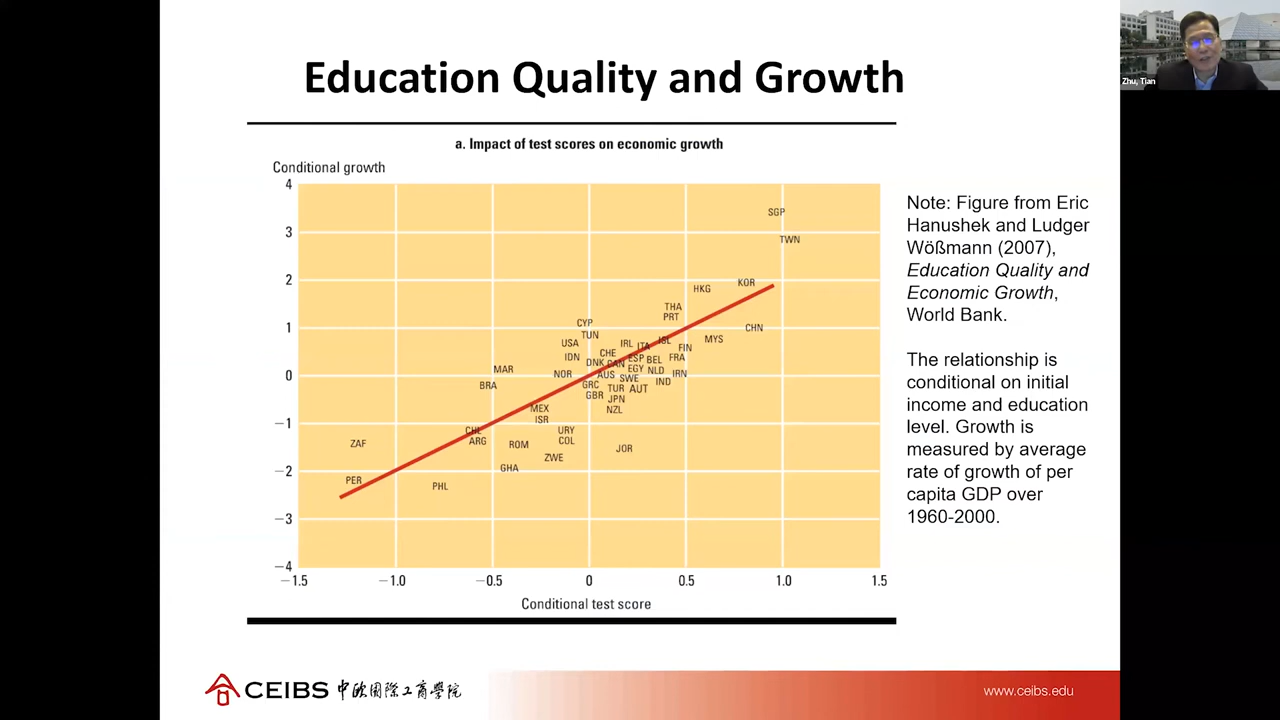 Education Quality and Growth
Zhu, Tian
a. Impact of test scores on economic growth
Conditional growth
4
3
2
1
0
−1
−2
−3
−4
SGP
TWN
KOR
HKG
THA
PRT
CYP
CHN
TUN
MYS
USA
IRL
ITA
ISL
FIN
IDN
CHE
DNK
CAN
ESP
BEL
FRA
MAR
NOR
AUS
EGY
NLD
IRN
BRA
GRC
SWE
IND
GBR
TUR
AUT
JPN
MEX
NZL
ISR
CHL
URY
ARG
COL
ZAF
ROM
JOR
ZWE
GHA
PER
PHL
−1.5
−1.0
−0.5
0
0.5
1.0
1.5
Conditional test score
Note: Figure from Eric
Hanushek and Ludger
Wößmann (2007),
Education Quality and
Economic Growth,
World Bank.
The relationship is
conditional on initial
income and education
level. Growth is
measured by average
rate of growth of per
capita GDP over
1960-2000.
CEIBS 中欧国際工商學院
www.ceibs.edu